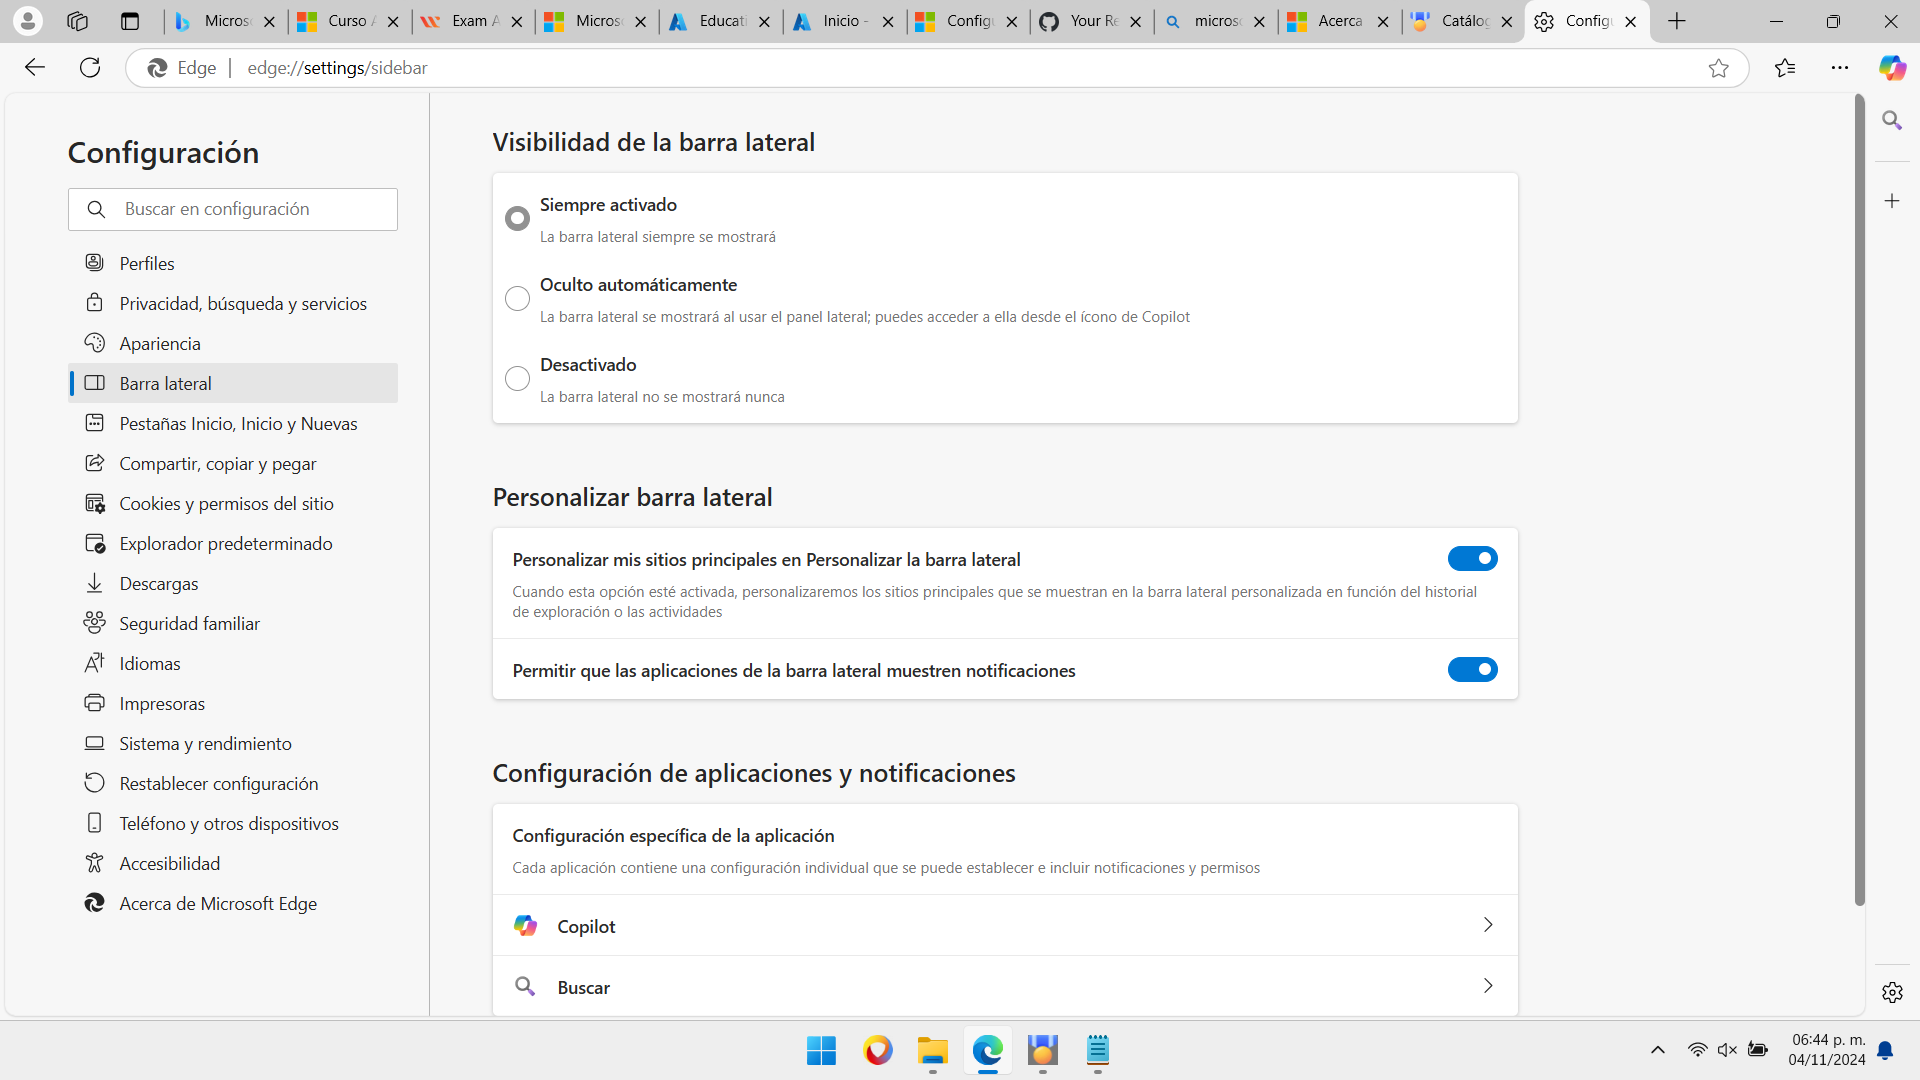 Micros
Curso A
Exam A
Micros
Educati
Inicio -
Config
Your Re
micros
Acerca
Catálog
Config
Edge
edge://settings/sidebar
Configuración
Buscar en configuración
Perfiles
Privacidad, búsqueda y servicios
Apariencia
Barra lateral
Pestañas Inicio, Inicio y Nuevas
Compartir, copiar y pegar
Cookies y permisos del sitio
Explorador predeterminado
Descargas
Seguridad familiar
Idiomas
Impresoras
Sistema y rendimiento
Restablecer configuración
Teléfono y otros dispositivos
Accesibilidad
Acerca de Microsoft Edge
Visibilidad de la barra lateral
Siempre activado
La barra lateral siempre se mostrará
Oculto automáticamente
La barra lateral se mostrará al usar el panel lateral; puedes acceder a ella desde el ícono de Copilot
Desactivado
La barra lateral no se mostrará nunca
Personalizar barra lateral
Personalizar mis sitios principales en Personalizar la barra lateral
Cuando esta opción esté activada, personalizaremos los sitios principales que se muestran en la barra lateral personalizada en función del historial
de exploración o las actividades
Permitir que las aplicaciones de la barra lateral muestren notificaciones
Configuración de aplicaciones y notificaciones
Configuración específica de la aplicación
Cada aplicación contiene una configuración individual que se puede establecer e incluir notificaciones y permisos
Copilot
Buscar
06:44 p. m.
04/11/2024